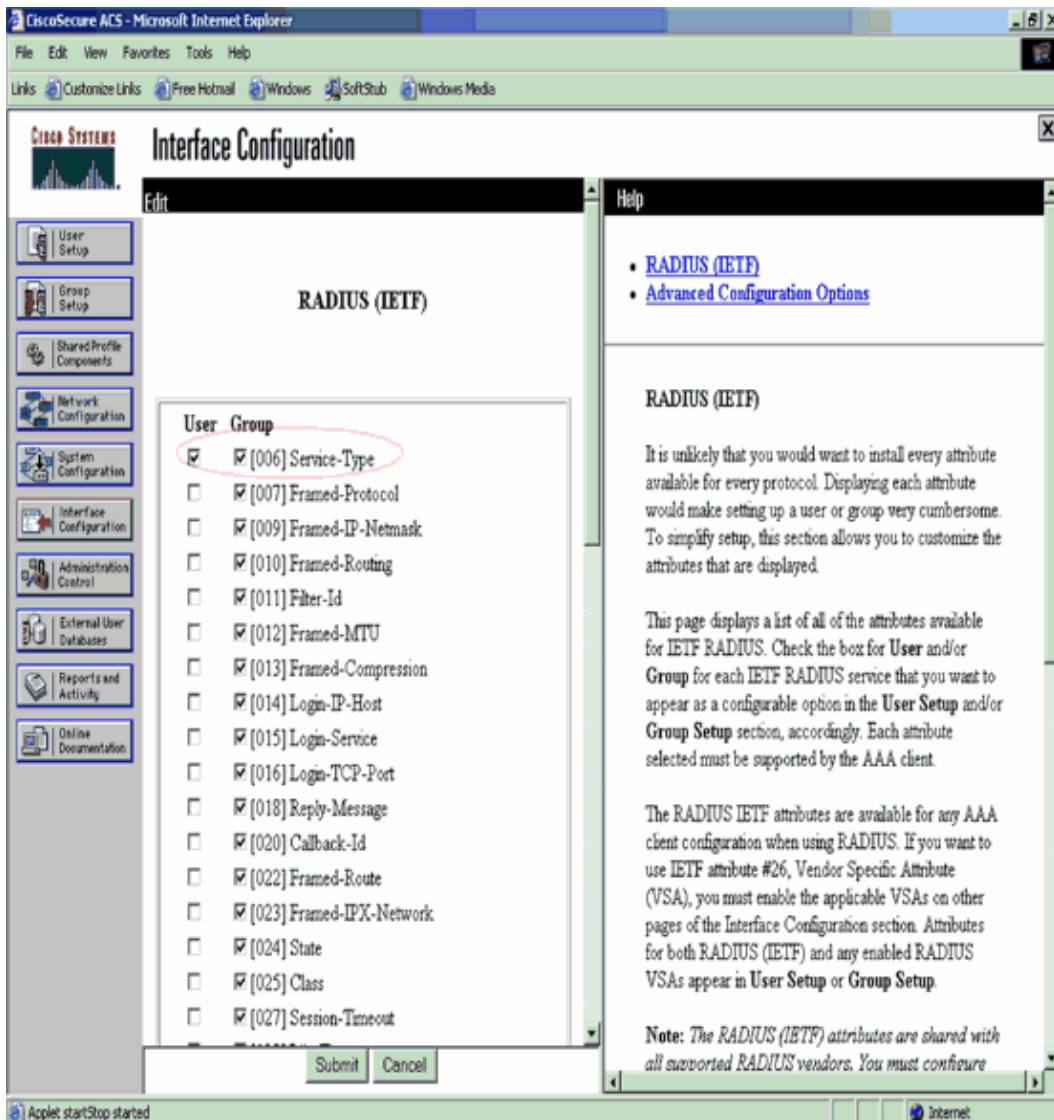 CiscoSecure ACS - Microsoft Internet Explorer
File Edit View Favorites Tools Help
Links Customize Links Free Hotmail Windows SoftStub Windows Media
CISCO SYSTEMS
Interface Configuration
Edit
User Setup
Group Setup
Shared Profile Components
Network Configuration
System Configuration
Interface Configuration
Administration Control
External User Databases
Reports and Activity
Online Documentation
RADIUS (IETF)
User Group
[006] Service-Type
[007] Framed-Protocol
[009] Framed-IP-Netmask
[010] Framed-Routing
[011] Filter-Id
[012] Framed-MTU
[013] Framed-Compression
[014] Login-IP-Host
[015] Login-Service
[016] Login-TCP-Port
[018] Reply-Message
[020] Callback-Id
[022] Framed-Route
[023] Framed-IPX-Network
[024] State
[025] Class
[027] Session-Timeout
Submit Cancel
Help
• RADIUS (IETF)
• Advanced Configuration Options
RADIUS (IETF)
It is unlikely that you would want to install every attribute
available for every protocol. Displaying each attribute
would make setting up a user or group very cumbersome.
To simplify setup, this section allows you to customize the
attributes that are displayed.
This page displays a list of all of the attributes available
for IETF RADIUS. Check the box for User and/or
Group for each IETF RADIUS service that you want to
appear as a configurable option in the User Setup and/or
Group Setup section, accordingly. Each attribute
selected must be supported by the AAA client.
The RADIUS IETF attributes are available for any AAA
client configuration when using RADIUS. If you want to
use IETF attribute #26, Vendor Specific Attribute
(VSA), you must enable the applicable VSAs on other
pages of the Interface Configuration section. Attributes
for both RADIUS (IETF) and any enabled RADIUS
VSAs appear in User Setup or Group Setup.
Note: The RADIUS (IETF) attributes are shared with
all supported RADIUS vendors. You must configure
Applet startStop started
Internet